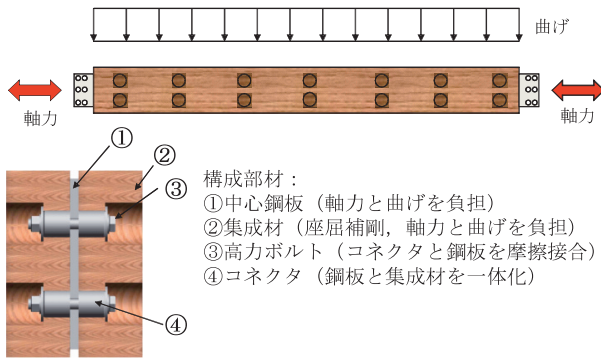 曲げ
軸力
軸力
①
②
③
④
構成部材：
①中心鋼板（軸力と曲げを負担）
②集成材（座屈補剛，軸力と曲げを負担）
③高力ボルト（コネクタと鋼板を摩擦接合）
④コネクタ（鋼板と集成材を一体化）